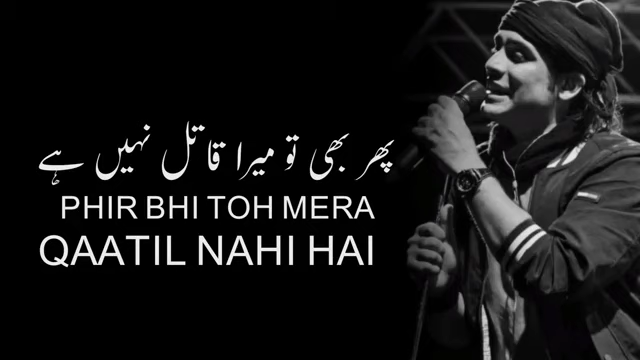 پھر بھی تو میرا قاتل نہیں ہے
PHIR BHI TOH MERA
QAATIL NAHI HAI